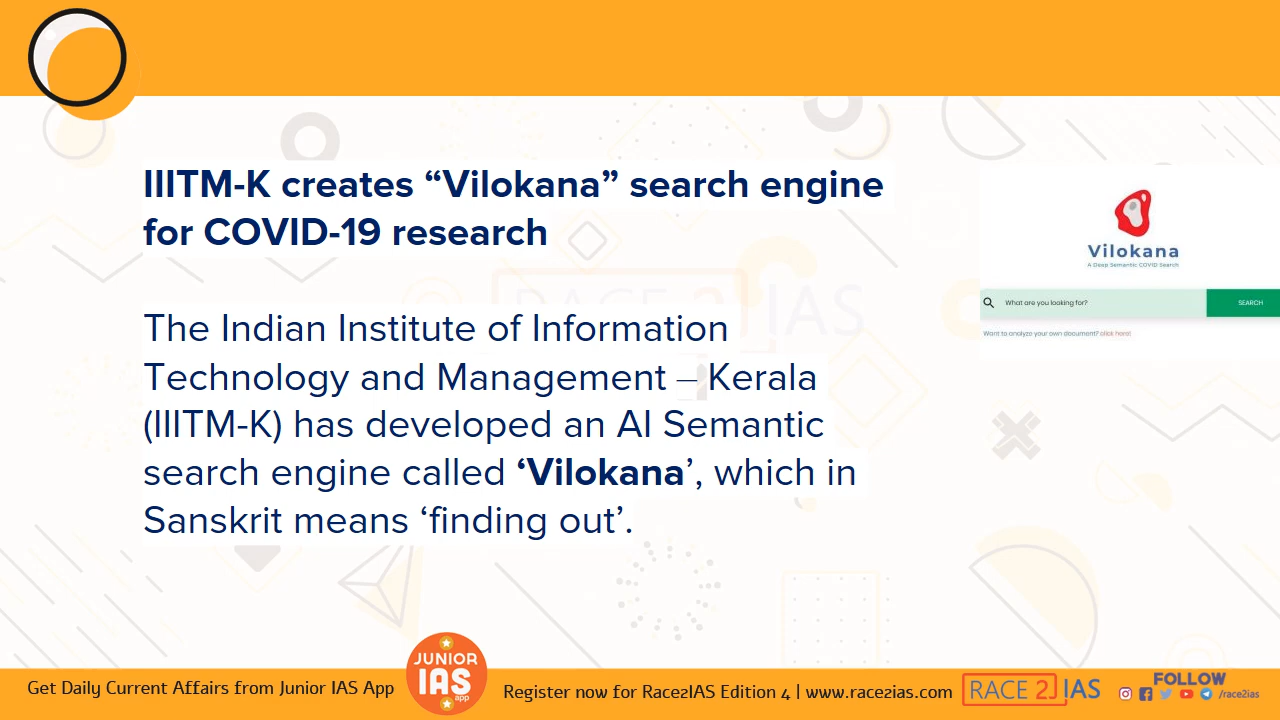 IIITM-K creates “Vilokana” search engine
for COVID-19 research
The Indian Institute of Information
Technology and Management – Kerala
(IIITM-K) has developed an AI Semantic
search engine called ‘Vilokana’, which in
Sanskrit means ‘finding out’.
RACE 2 IAS
Vilokana
A Deep Semantic COVID Search
What are you looking for?
SEARCH
Want to analyze your own document? click here!
Get Daily Current Affairs from Junior IAS App
JUNIOR
IAS
app
Register now for Race2IAS Edition 4 | www.race2ias.com
RACE 2 IAS
FOLLOW
/race2ias